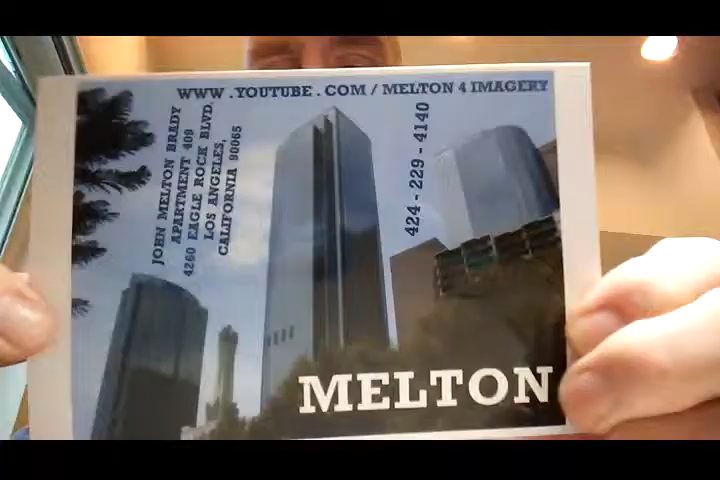 WWW.YOUTUBE.COM/MELTON 4 IMAGERY
JOHN MELTON BRADY
APARTMENT 409
4260 EAGLE ROCK BLVD.
LOS ANGELES,
CALIFORNIA 90065
424-229-4140
MELTON